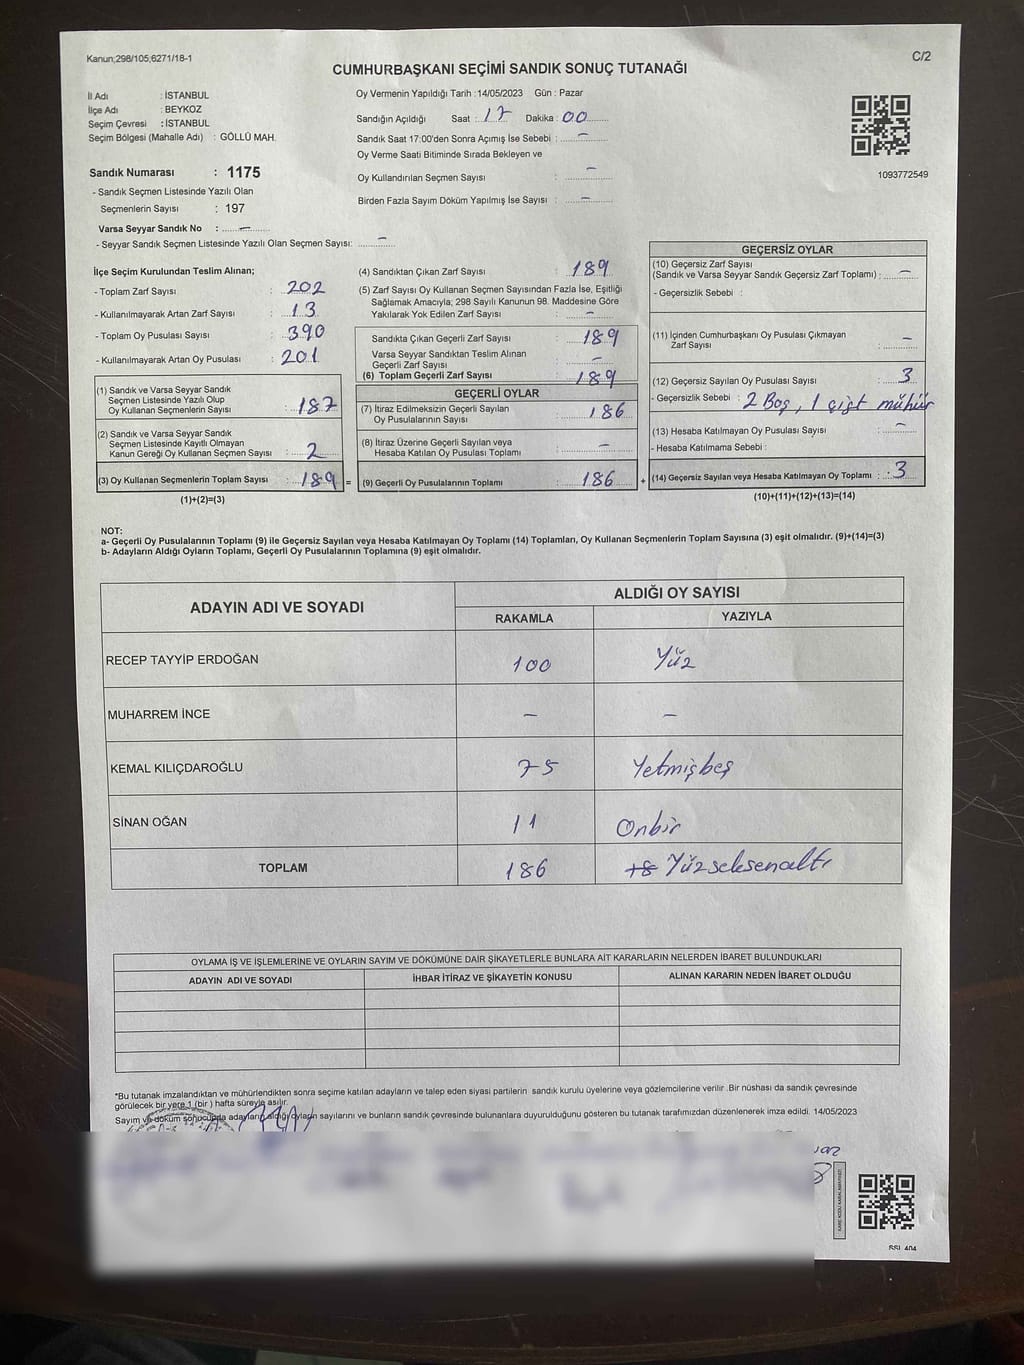 Kanun;298/105;6271/18-1
C/2
CUMHURBAŞKANI SEÇİMİ SANDIK SONUÇ TUTANAĞI
İl Adı : İSTANBUL
İlçe Adı : BEYKOZ
Seçim Çevresi : İSTANBUL
Seçim Bölgesi (Mahalle Adı) : GÖLLÜ MAH.
Sandık Numarası : 1175
- Sandık Seçmen Listesinde Yazılı Olan
Seçmenlerin Sayısı : 197
Varsa Seyyar Sandık No : -
- Seyyar Sandık Seçmen Listesinde Yazılı Olan Seçmen Sayısı: -
Oy Vermenin Yapıldığı Tarih :14/05/2023 Gün : Pazar
Sandığın Açıldığı Saat : 17 Dakika : 00
Sandık Saat 17:00'den Sonra Açımış İse Sebebi : -
Oy Verme Saati Bitiminde Sırada Bekleyen ve
Oy Kullandırılan Seçmen Sayısı : -
Birden Fazla Sayım Döküm Yapılmış İse Sayısı : -
1093772549
İlçe Seçim Kurulundan Teslim Alınan;
- Toplam Zarf Sayısı : 202
- Kullanılmayarak Artan Zarf Sayısı : 13
- Toplam Oy Pusulası Sayısı : 390
- Kullanılmayarak Artan Oy Pusulası : 201
(1) Sandık ve Varsa Seyyar Sandık
Seçmen Listesinde Yazılı Olup
Oy Kullanan Seçmenlerin Sayısı : 187
(2) Sandık ve Varsa Seyyar Sandık
Seçmen Listesinde Kayıtlı Olmayan
Kanun Gereği Oy Kullanan Seçmen Sayısı : 2
(3) Oy Kullanan Seçmenlerin Toplam Sayısı : 189 =
(1)+(2)=(3)
(4) Sandıktan Çıkan Zarf Sayısı : 189
(5) Zarf Sayısı Oy Kullanan Seçmen Sayısından Fazla İse, Eşitliği
Sağlamak Amacıyla; 298 Sayılı Kanunun 98. Maddesine Göre
Yakılarak Yok Edilen Zarf Sayısı : -
Sandıkta Çıkan Geçerli Zarf Sayısı : 189
Varsa Seyyar Sandıktan Teslim Alınan
Geçerli Zarf Sayısı : -
(6) Toplam Geçerli Zarf Sayısı : 189
GEÇERLİ OYLAR
(7) İtiraz Edilmeksizin Geçerli Sayılan
Oy Pusulalarının Sayısı : 186
(8) İtiraz Üzerine Geçerli Sayılan veya
Hesaba Katılan Oy Pusulası Toplamı : -
(9) Geçerli Oy Pusulalarının Toplamı : 186 +
GEÇERSİZ OYLAR
(10) Geçersiz Zarf Sayısı
(Sandık ve Varsa Seyyar Sandık Geçersiz Zarf Toplamı) : -
- Geçersizlik Sebebi :
(11) İçinden Cumhurbaşkanı Oy Pusulası Çıkmayan
Zarf Sayısı : -
(12) Geçersiz Sayılan Oy Pusulası Sayısı : 3
- Geçersizlik Sebebi : 2 Boş, 1 çift mühür
(13) Hesaba Katılmayan Oy Pusulası Sayısı : -
- Hesaba Katılmama Sebebi :
(14) Geçersiz Sayılan veya Hesaba Katılmayan Oy Toplamı : 3
(10)+(11)+(12)+(13)=(14)
NOT:
a- Geçerli Oy Pusulalarının Toplamı (9) ile Geçersiz Sayılan veya Hesaba Katılmayan Oy Toplamı (14) Toplamları, Oy Kullanan Seçmenlerin Toplam Sayısına (3) eşit olmalıdır. (9)+(14)=(3)
b- Adayların Aldığı Oyların Toplamı, Geçerli Oy Pusulalarının Toplamına (9) eşit olmalıdır.
ADAYIN ADI VE SOYADI ALDIĞI OY SAYISI
RAKAMLA YAZIYLA
RECEP TAYYİP ERDOĞAN 100 Yüz
MUHARREM İNCE - -
KEMAL KILIÇDAROĞLU 75 Yetmişbeş
SİNAN OĞAN 11 Onbir
TOPLAM 186 Yüzseksenaltı
OYLAMA İŞ VE İŞLEMLERİNE VE OYLARIN SAYIM VE DÖKÜMÜNE DAİR ŞİKAYETLERLE BUNLARA AİT KARARLARIN NELERDEN İBARET BULUNDUKLARI
ADAYIN ADI VE SOYADI İHBAR İTİRAZ VE ŞİKAYETİN KONUSU ALINAN KARARIN NEDEN İBARET OLDUĞU
*Bu tutanak imzalandıktan ve mühürlendikten sonra seçime katılan adayların ve talep eden siyasi partilerin sandık kurulu üyelerine veya gözlemcilerine verilir .Bir nüshası da sandık çevresinde
görülecek bir yere 1 (bir ) hafta süreyle asılır.
Sayım ve döküm sonucunda adayların aldığı oyların sayılarını ve bunların sandık çevresinde bulunanlara duyurulduğunu gösteren bu tutanak tarafımızdan düzenlenerek imza edildi. 14/05/2023